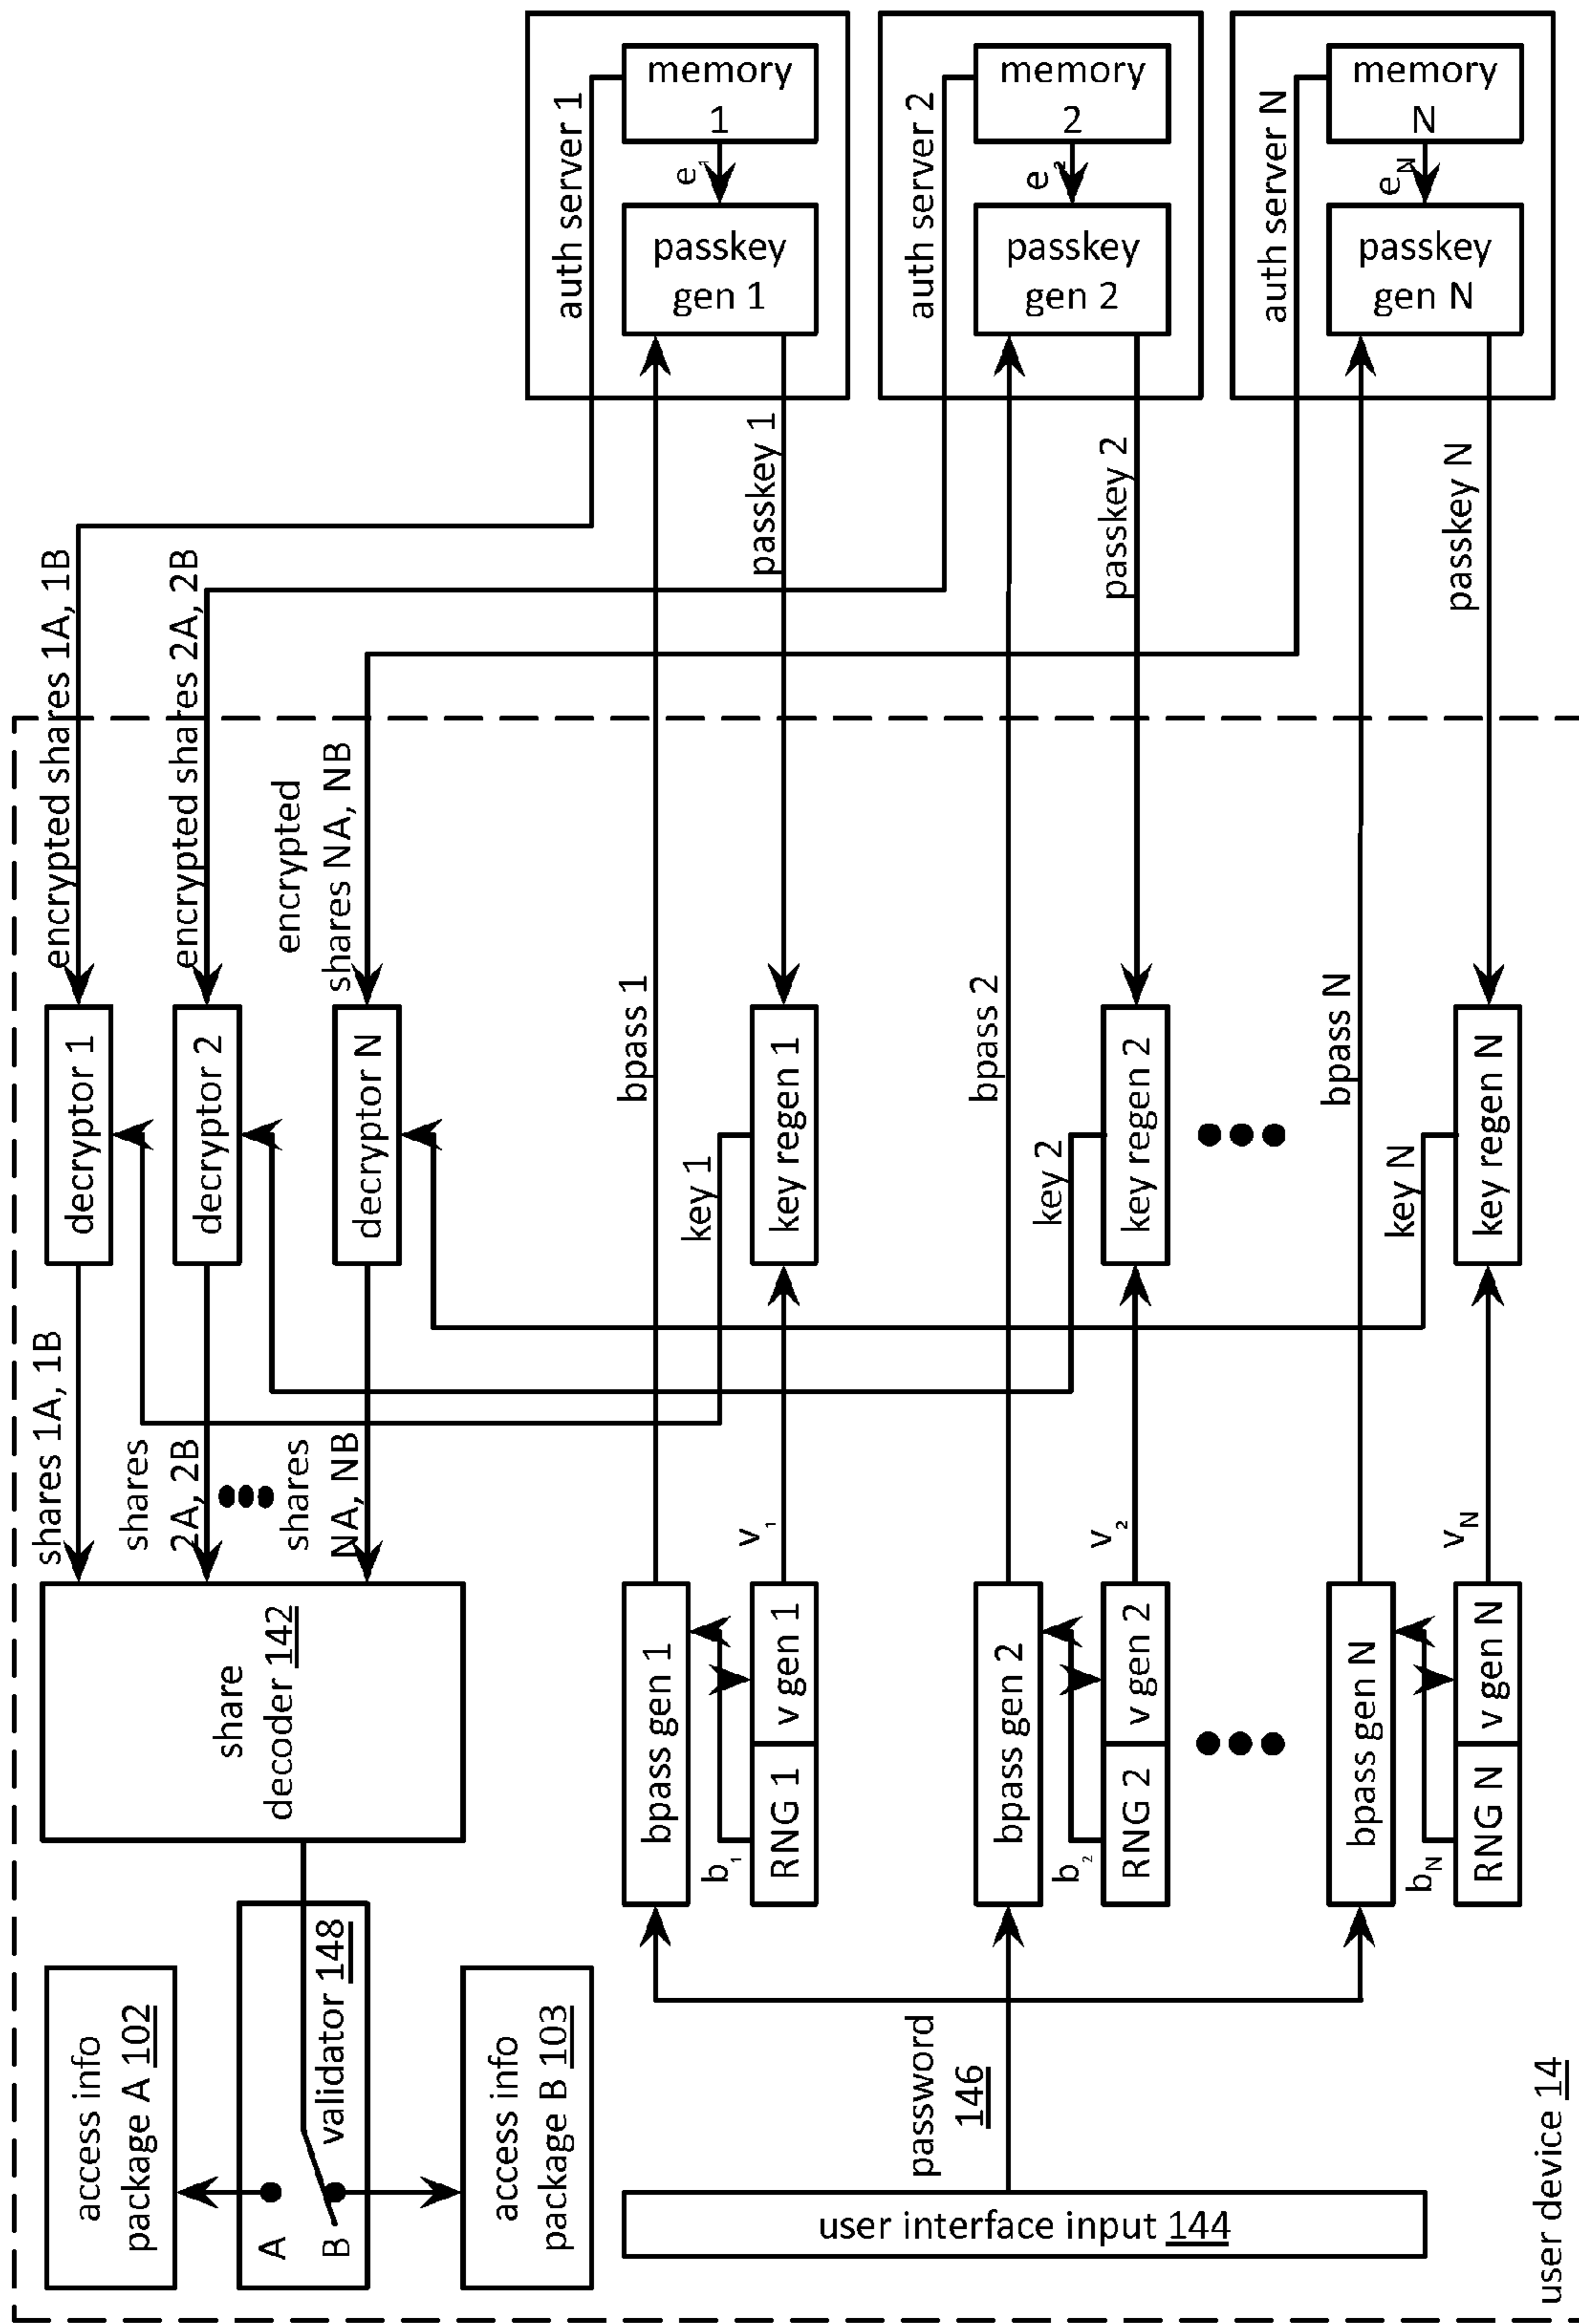 access info
package A 102
A
B
validator 148
access info
package B 103
share
decoder 142
shares 1A, 1B
shares
2A, 2B
shares
NA, NB
decryptor 1
decryptor 2
decryptor N
encrypted shares 1A, 1B
encrypted shares 2A, 2B
encrypted
shares NA, NB
user interface input 144
password
146
bpass gen 1
b1
RNG 1
v gen 1
v1
key 1
key regen 1
bpass 1
passkey 1
auth server 1
passkey
gen 1
e1
memory
1
bpass gen 2
b2
RNG 2
v gen 2
v2
key 2
key regen 2
bpass 2
passkey 2
auth server 2
passkey
gen 2
e2
memory
2
bpass gen N
bN
RNG N
v gen N
vN
key N
key regen N
bpass N
passkey N
auth server N
passkey
gen N
eN
memory
N
user device 14